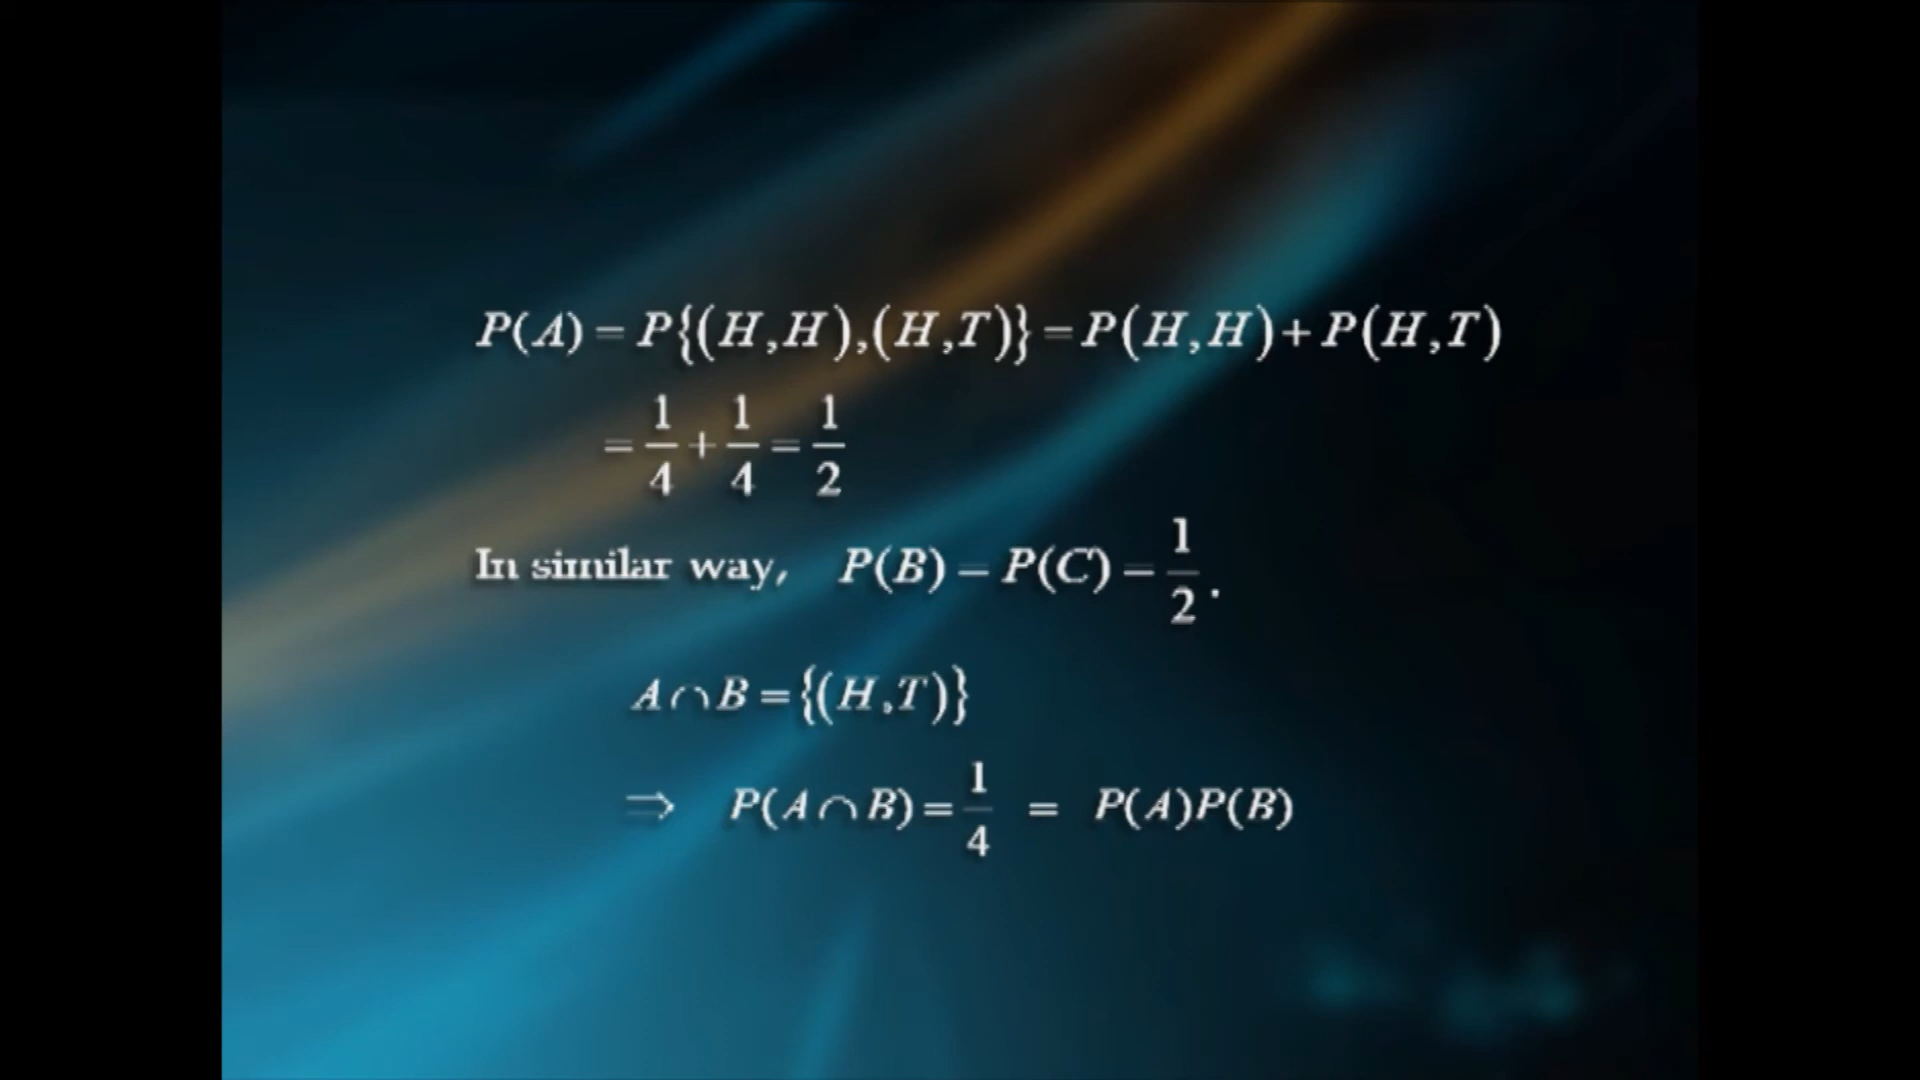 P(A) = P{(H,H),(H,T)} = P(H,H) + P(H,T)
= 1/4 + 1/4 = 1/2
In similar way, P(B) = P(C) = 1/2.
A ∩ B = {(H,T)}
⇒ P(A ∩ B) = 1/4 = P(A)P(B)